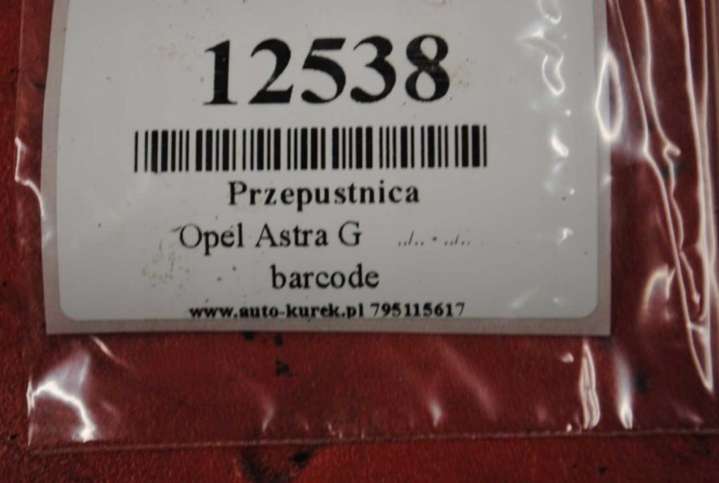 12538
Przepustnica
Opel Astra G ../.. - ../..
barcode
www.auto-kurek.pl 795115617